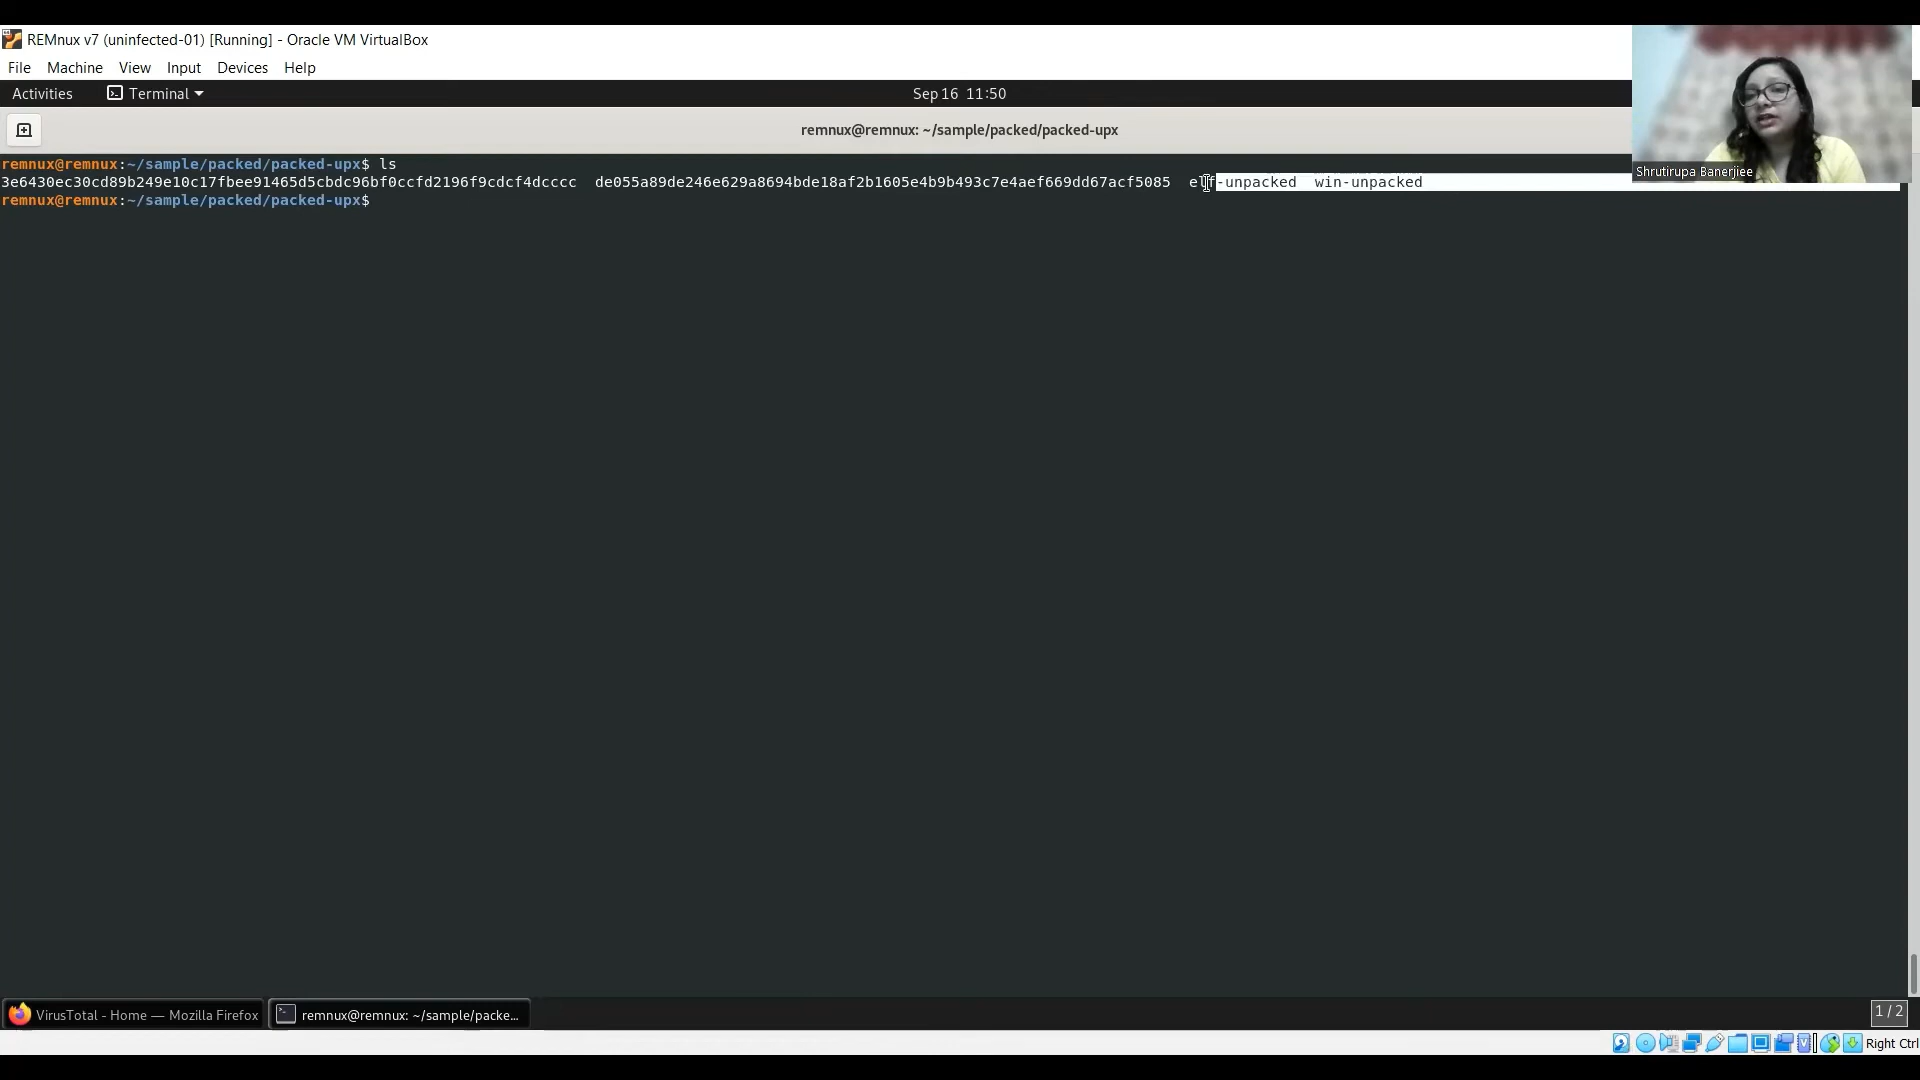 REMnux v7 (uninfected-01) [Running] - Oracle VM VirtualBox
File Machine View Input Devices Help
Activities Terminal Sep 16 11:50
remnux@remnux: ~/sample/packed/packed-upx
Shrutirupa Banerjiee
remnux@remnux:~/sample/packed/packed-upx$ ls
3e6430ec30cd89b249e10c17fbee91465d5cbdc96bf0ccfd2196f9cdcf4dcccc de055a89de246e629a8694bde18af2b1605e4b9b493c7e4aef669dd67acf5085 elf-unpacked win-unpacked
remnux@remnux:~/sample/packed/packed-upx$
VirusTotal - Home — Mozilla Firefox remnux@remnux: ~/sample/packe... 1 / 2
Right Ctrl